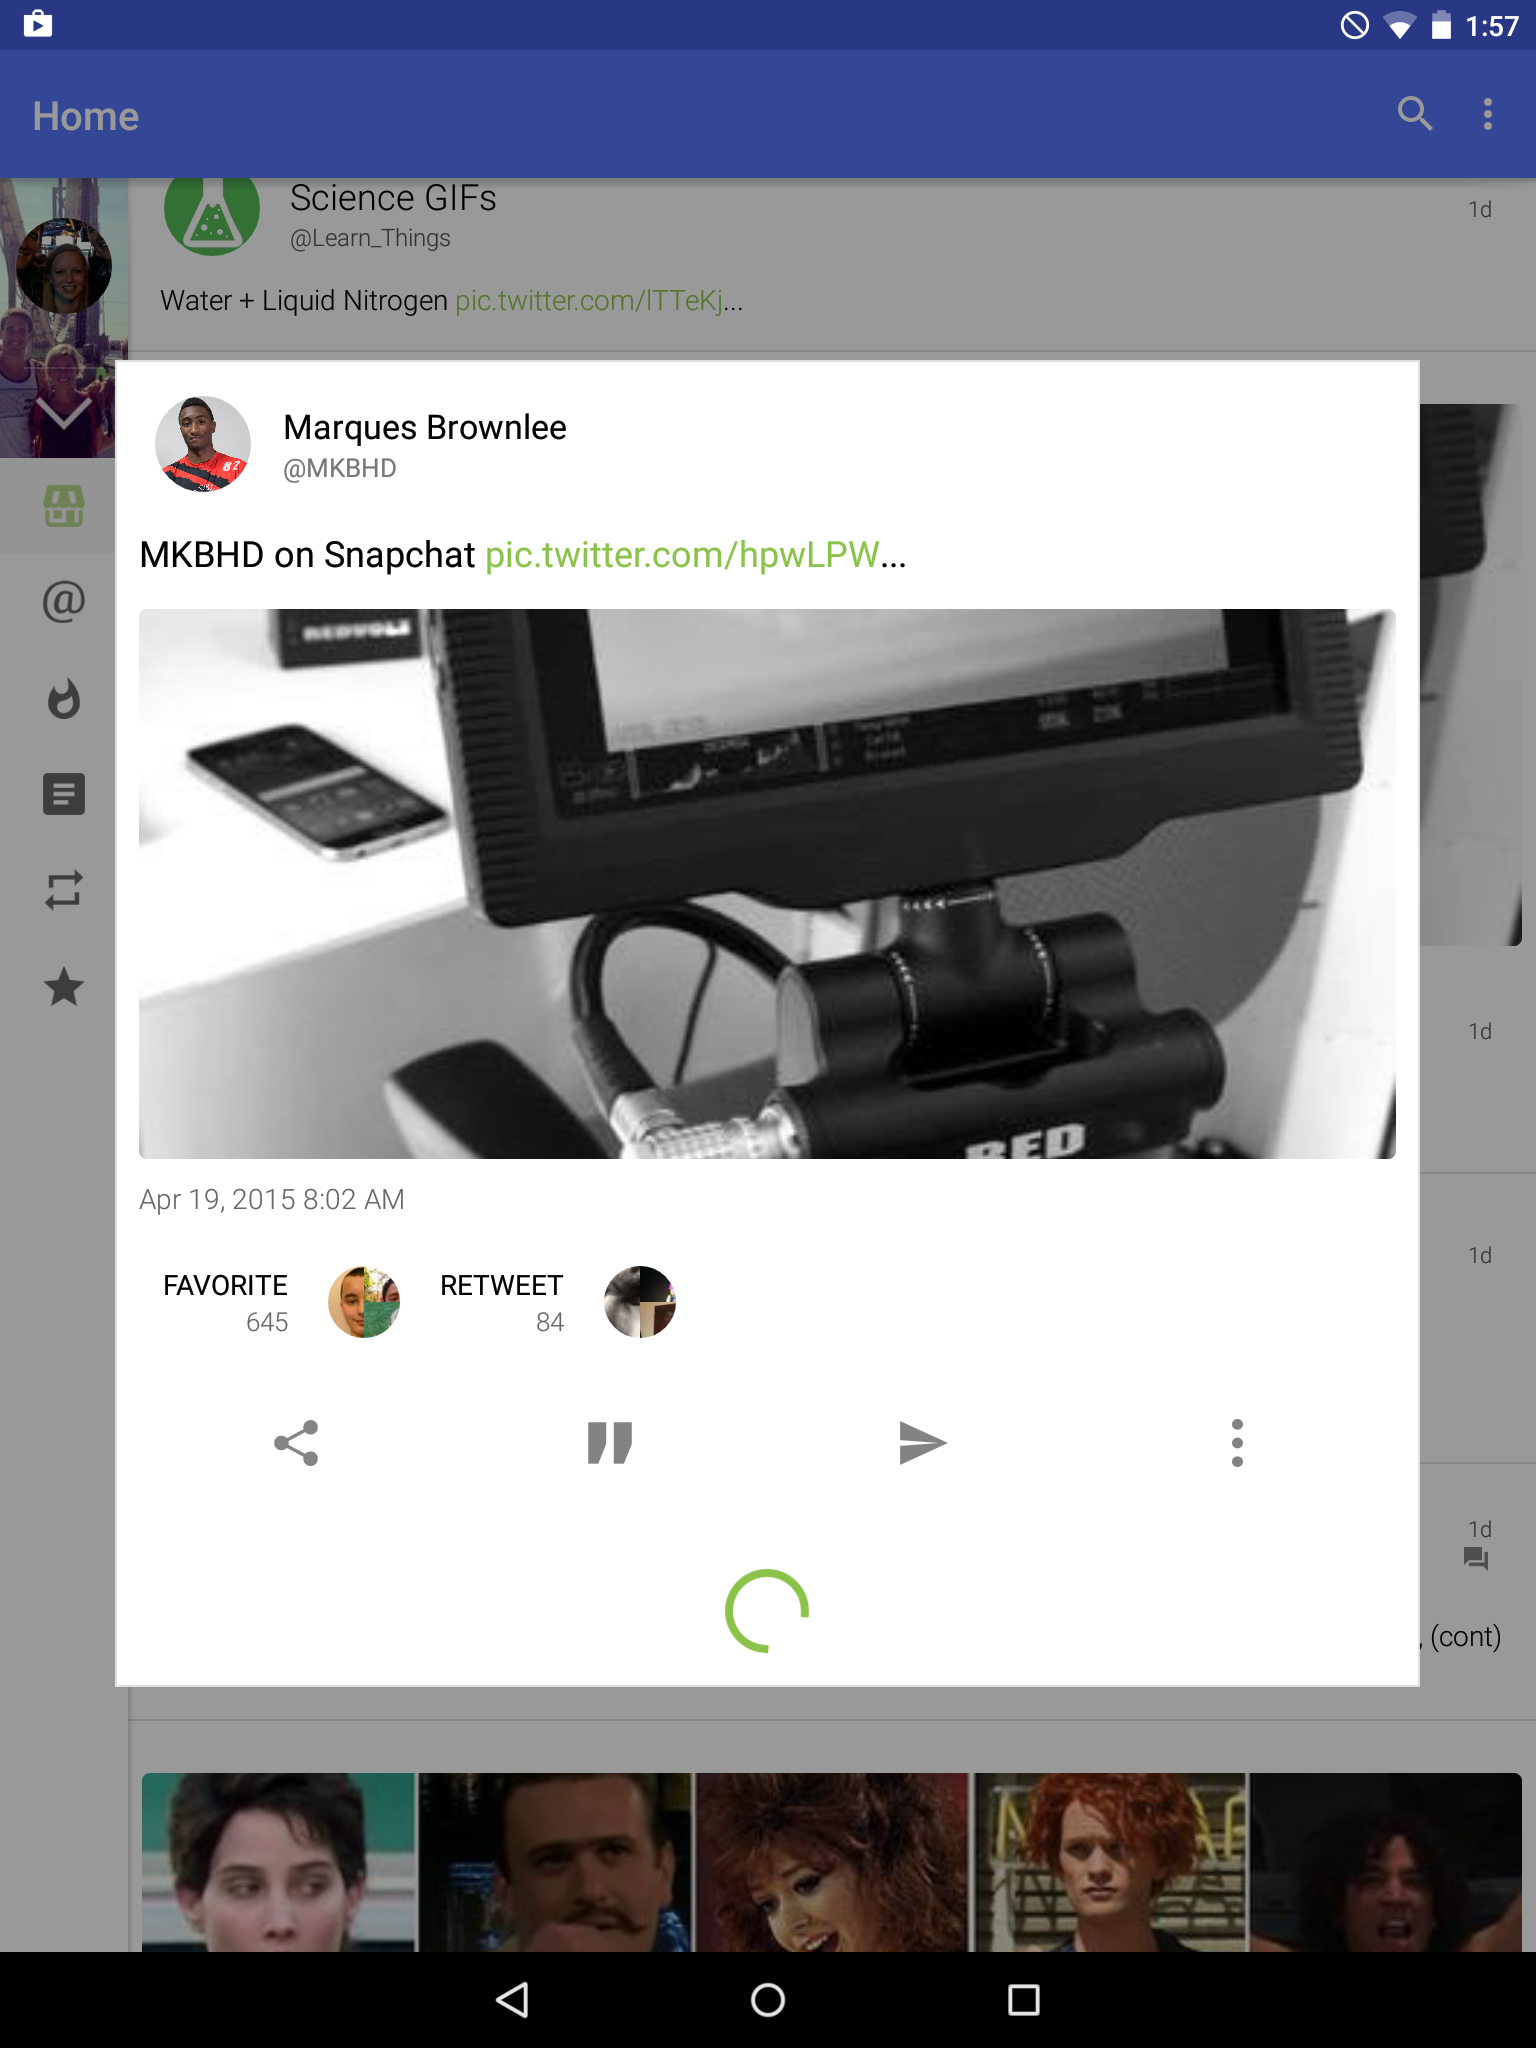 1:57
Home
Science GIFs
1d
@Learn_Things
Water + Liquid Nitrogen pic.twitter.com/lTTeKj...
Marques Brownlee
@MKBHD
MKBHD on Snapchat pic.twitter.com/hpwLPW...
RED
Apr 19, 2015 8:02 AM
FAVORITE
645
RETWEET
84
1d
1d
1d
, (cont)